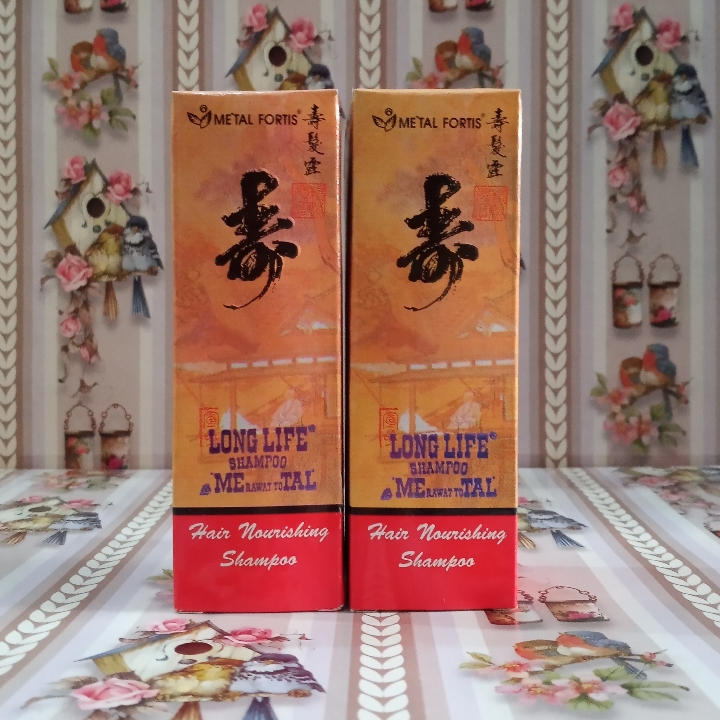 METAL FORTIS®
壽髮靈
壽
LONG LIFE®
SHAMPOO
MERAWAT TOTAL
Hair Nourishing
Shampoo
METAL FORTIS®
壽髮靈
壽
LONG LIFE®
SHAMPOO
MERAWAT TOTAL
Hair Nourishing
Shampoo